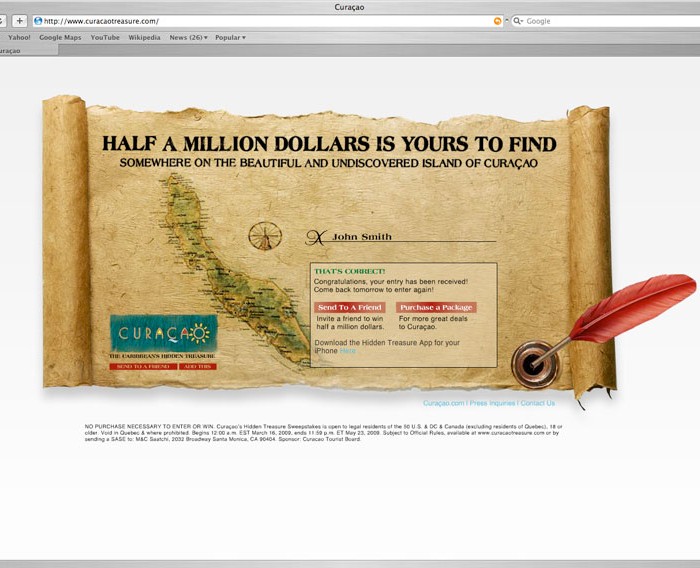 Curaçao
http://www.curacaotreasure.com/
Google
Yahoo! Google Maps YouTube Wikipedia News (26) Popular
uraçao
HALF A MILLION DOLLARS IS YOURS TO FIND
SOMEWHERE ON THE BEAUTIFUL AND UNDISCOVERED ISLAND OF CURAÇAO
X John Smith
THAT'S CORRECT!
Congratulations, your entry has been received!
Come back tomorrow to enter again!
Send To A Friend Purchase a Package
Invite a friend to win For more great deals
half a million dollars. to Curaçao.
Download the Hidden Treasure App for your
iPhone Here
CURAÇAO
THE CARIBBEAN'S HIDDEN TREASURE
SEND TO A FRIEND ADD THIS
Curaçao.com | Press Inquiries | Contact Us
NO PURCHASE NECESSARY TO ENTER OR WIN. Curaçao's Hidden Treasure Sweepstakes is open to legal residents of the 50 U.S. & DC & Canada (excluding residents of Quebec), 18 or
older. Void in Quebec & where prohibited. Begins 12:00 a.m. EST March 16, 2009, ends 11:59 p.m. ET May 23, 2009. Subject to Official Rules, available at www.curacaotreasure.com or by
sending a SASE to: M&C Saatchi, 2032 Broadway Santa Munica, CA 90404. Sponsor: Curacao Tourist Board.